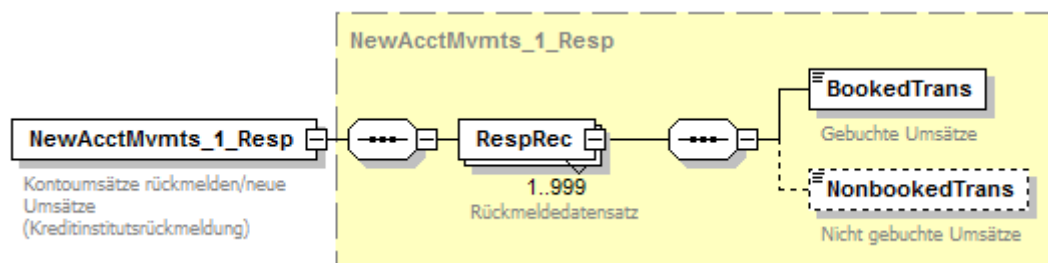 NewAcctMvmts_1_Resp
BookedTrans
Gebuchte Umsätze
NewAcctMvmts_1_Resp
RespRec
1..999
Rückmeldedatensatz
Kontoumsätze rückmelden/neue
Umsätze
(Kreditinstitutsrückmeldung)
NonbookedTrans
Nicht gebuchte Umsätze